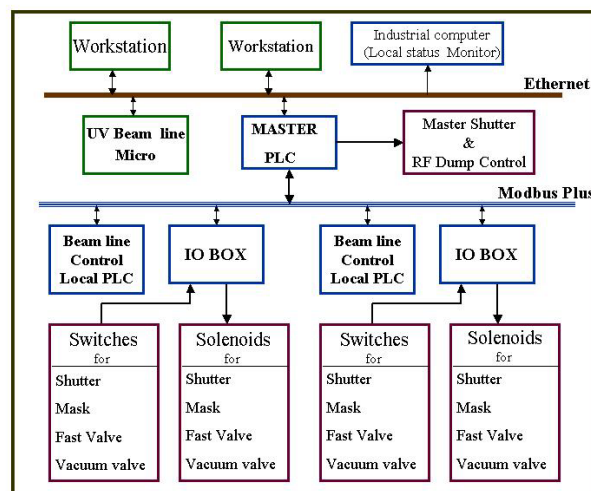 Workstation
Workstation
Industrial computer
(Local status Monitor)
Ethernet
UV Beam line
Micro
MASTER
PLC
Master Shutter
&
RF Dump Control
Modbus Plus
Beam line
Control
Local PLC
IO BOX
Beam line
Control
Local PLC
IO BOX
Switches
for
Shutter
Mask
Fast Valve
Vacuum valve
Solenoids
for
Shutter
Mask
Fast Valve
Vacuum valve
Switches
for
Shutter
Mask
Fast Valve
Vacuum valve
Solenoids
for
Shutter
Mask
Fast Valve
Vacuum valve